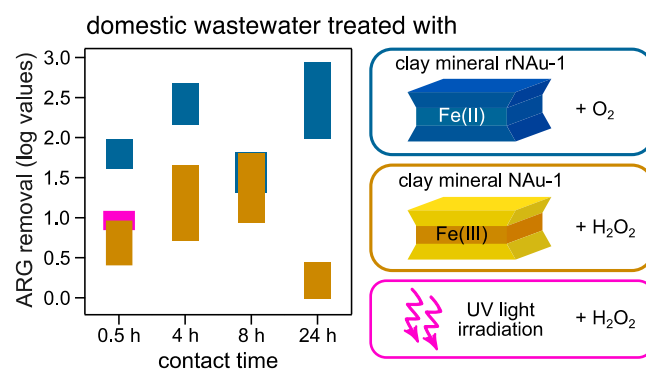 domestic wastewater treated with
ARG removal (log values)
3.0
2.5
2.0
1.5
1.0
0.5
0.0
0.5 h 4 h 8 h 24 h
contact time
clay mineral rNAu-1
Fe(II) + O₂
clay mineral NAu-1
Fe(III) + H₂O₂
UV light
irradiation + H₂O₂